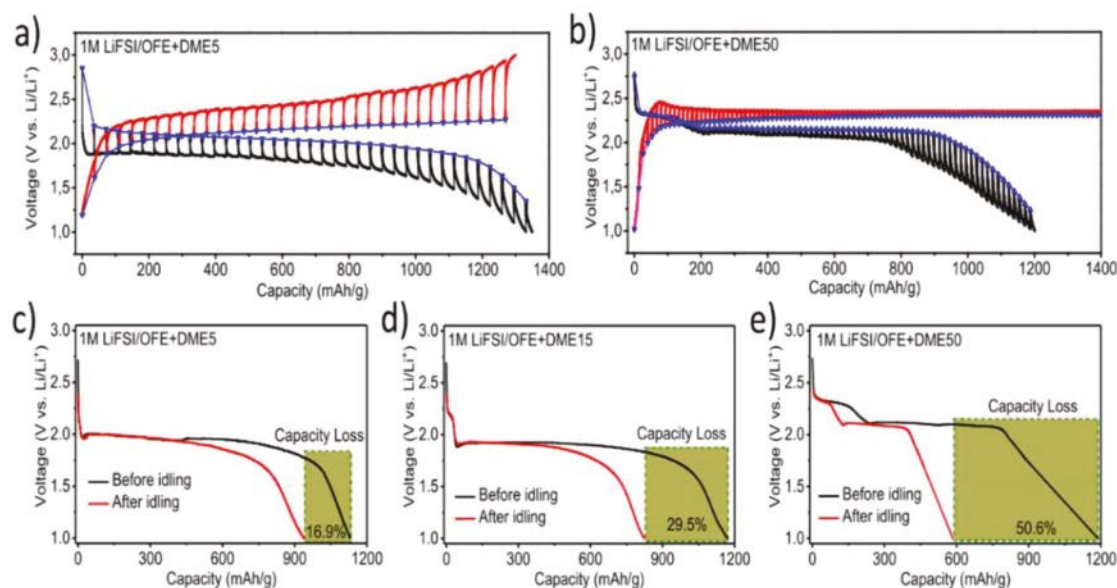 a)
1M LiFSI/OFE+DME5
Voltage (V vs. Li/Li⁺)
3.0
2.5
2.0
1.5
1.0
0 200 400 600 800 1000 1200 1400
Capacity (mAh/g)
b)
1M LiFSI/OFE+DME50
Voltage (V vs. Li/Li⁺)
3.0
2.5
2.0
1.5
1.0
0 200 400 600 800 1000 1200 1400
Capacity (mAh/g)
c)
1M LiFSI/OFE+DME5
Voltage (V vs. Li/Li⁺)
3.0
2.5
2.0
1.5
1.0
Capacity Loss
Before idling
After idling
16.9%
0 300 600 900 1200
Capacity (mAh/g)
d)
1M LiFSI/OFE+DME15
Voltage (V vs. Li/Li⁺)
3.0
2.5
2.0
1.5
1.0
Capacity Loss
Before idling
After idling
29.5%
0 300 600 900 1200
Capacity (mAh/g)
e)
1M LiFSI/OFE+DME50
Voltage (V vs. Li/Li⁺)
3.0
2.5
2.0
1.5
1.0
Capacity Loss
Before idling
After idling
50.6%
0 300 600 900 1200
Capacity (mAh/g)